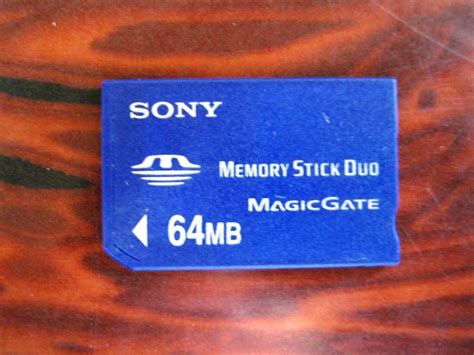 SONY
MEMORY STICK DUO
MAGICGATE
64MB